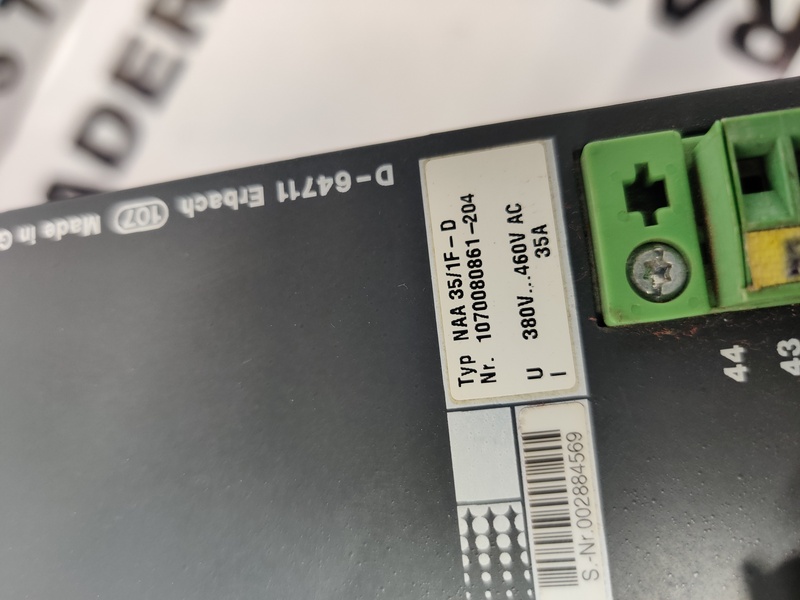 ADER
D-64711 Erbach 107 Made in G
Typ NAA 35/1F-D
Nr. 1070080861-204
U 380V...460V AC
I 35A
S.-Nr.002884569
44
43